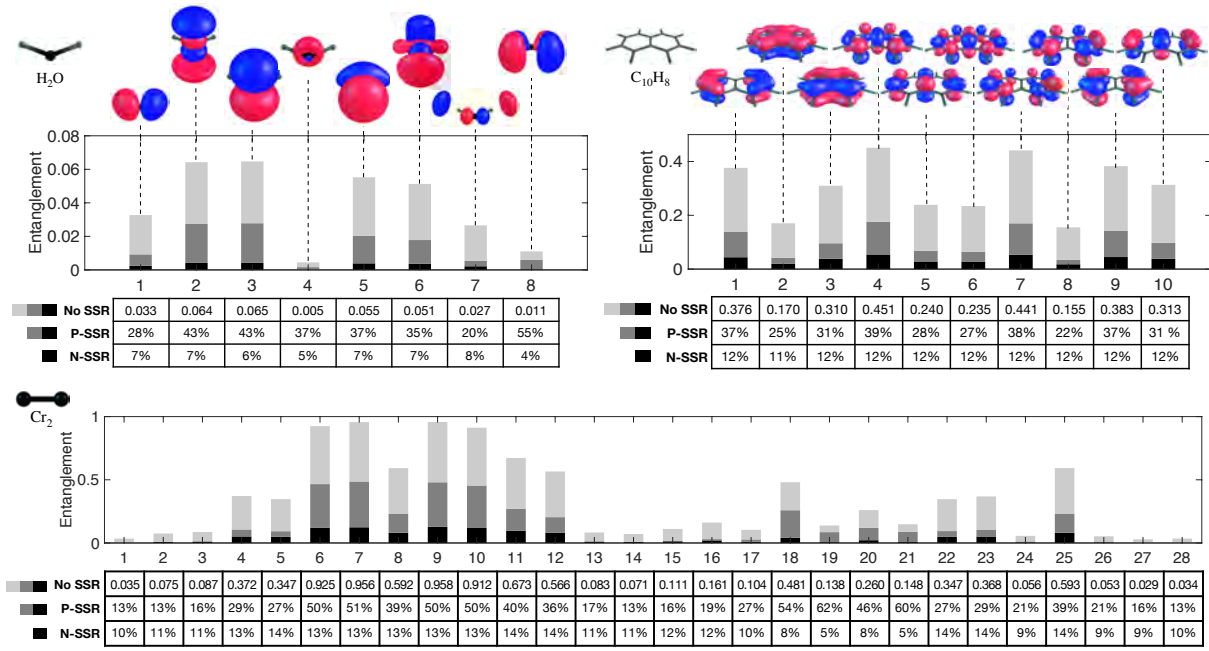 H₂O
Entanglement
0.08
0.06
0.04
0.02
0
1 2 3 4 5 6 7 8
No SSR 0.033 0.064 0.065 0.005 0.055 0.051 0.027 0.011
P-SSR 28% 43% 43% 37% 37% 35% 20% 55%
N-SSR 7% 7% 6% 5% 7% 7% 8% 4%
C₁₀H₈
Entanglement
0.4
0.2
0
1 2 3 4 5 6 7 8 9 10
No SSR 0.376 0.170 0.310 0.451 0.240 0.235 0.441 0.155 0.383 0.313
P-SSR 37% 25% 31% 39% 28% 27% 38% 22% 37% 31 %
N-SSR 12% 11% 12% 12% 12% 12% 12% 12% 12% 12%
Cr₂
Entanglement
1
0.5
0
1 2 3 4 5 6 7 8 9 10 11 12 13 14 15 16 17 18 19 20 21 22 23 24 25 26 27 28
No SSR 0.035 0.075 0.087 0.372 0.347 0.925 0.956 0.592 0.958 0.912 0.673 0.566 0.083 0.071 0.111 0.161 0.104 0.481 0.138 0.260 0.148 0.347 0.368 0.056 0.593 0.053 0.029 0.034
P-SSR 13% 13% 16% 29% 27% 50% 51% 39% 50% 50% 40% 36% 17% 13% 16% 19% 27% 54% 62% 46% 60% 27% 29% 21% 39% 21% 16% 13%
N-SSR 10% 11% 11% 13% 14% 13% 13% 13% 13% 13% 14% 14% 11% 11% 12% 12% 10% 8% 5% 8% 5% 14% 14% 9% 14% 9% 9% 10%